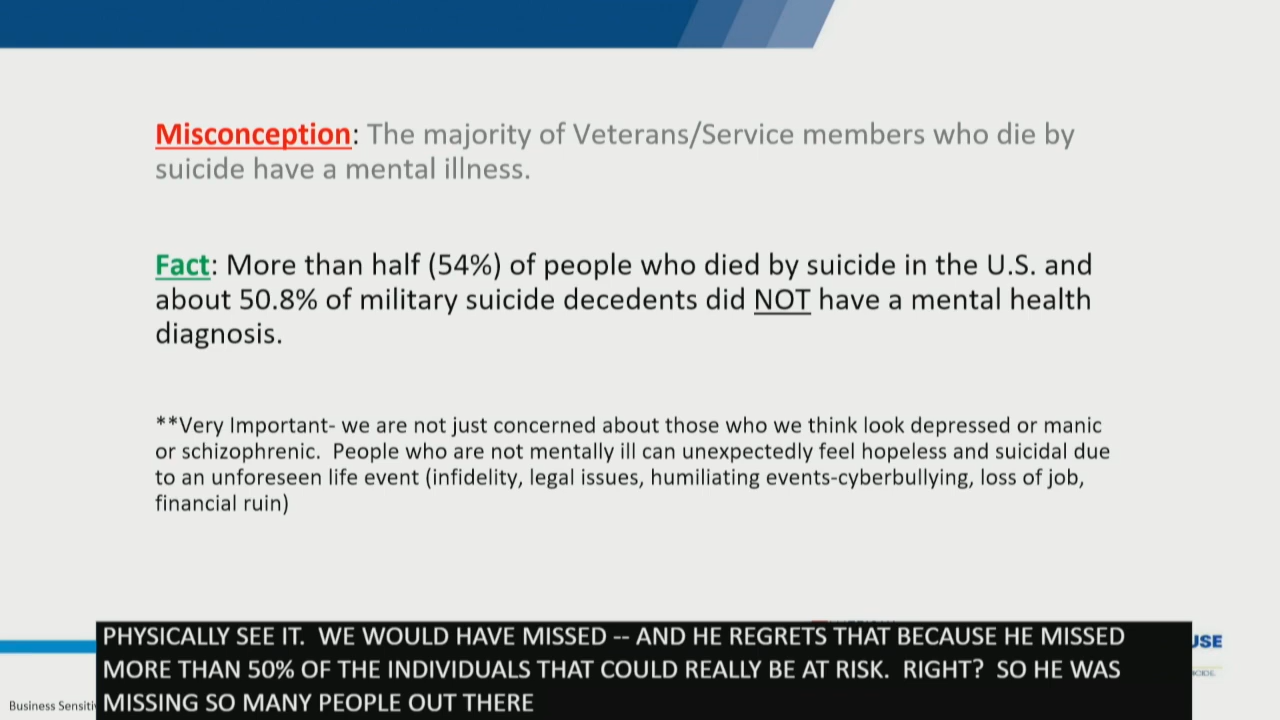 Misconception: The majority of Veterans/Service members who die by
suicide have a mental illness.
Fact: More than half (54%) of people who died by suicide in the U.S. and
about 50.8% of military suicide decedents did NOT have a mental health
diagnosis.
**Very Important- we are not just concerned about those who we think look depressed or manic
or schizophrenic.  People who are not mentally ill can unexpectedly feel hopeless and suicidal due
to an unforeseen life event (infidelity, legal issues, humiliating events-cyberbullying, loss of job,
financial ruin)
PHYSICALLY SEE IT.  WE WOULD HAVE MISSED -- AND HE REGRETS THAT BECAUSE HE MISSED
MORE THAN 50% OF THE INDIVIDUALS THAT COULD REALLY BE AT RISK.  RIGHT?  SO HE WAS
MISSING SO MANY PEOPLE OUT THERE
Business